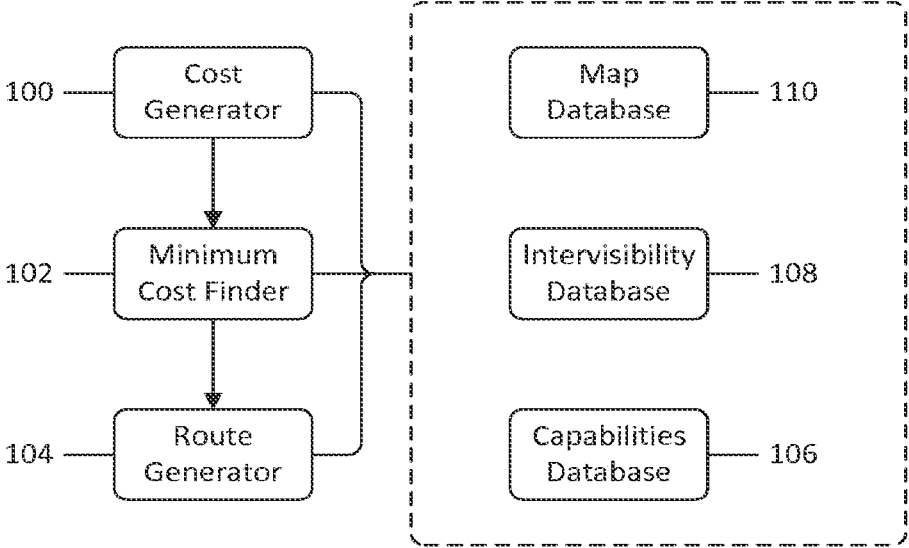 100
Cost
Generator
Map
Database
110
102
Minimum
Cost Finder
Intervisibility
Database
108
104
Route
Generator
Capabilities
Database
106